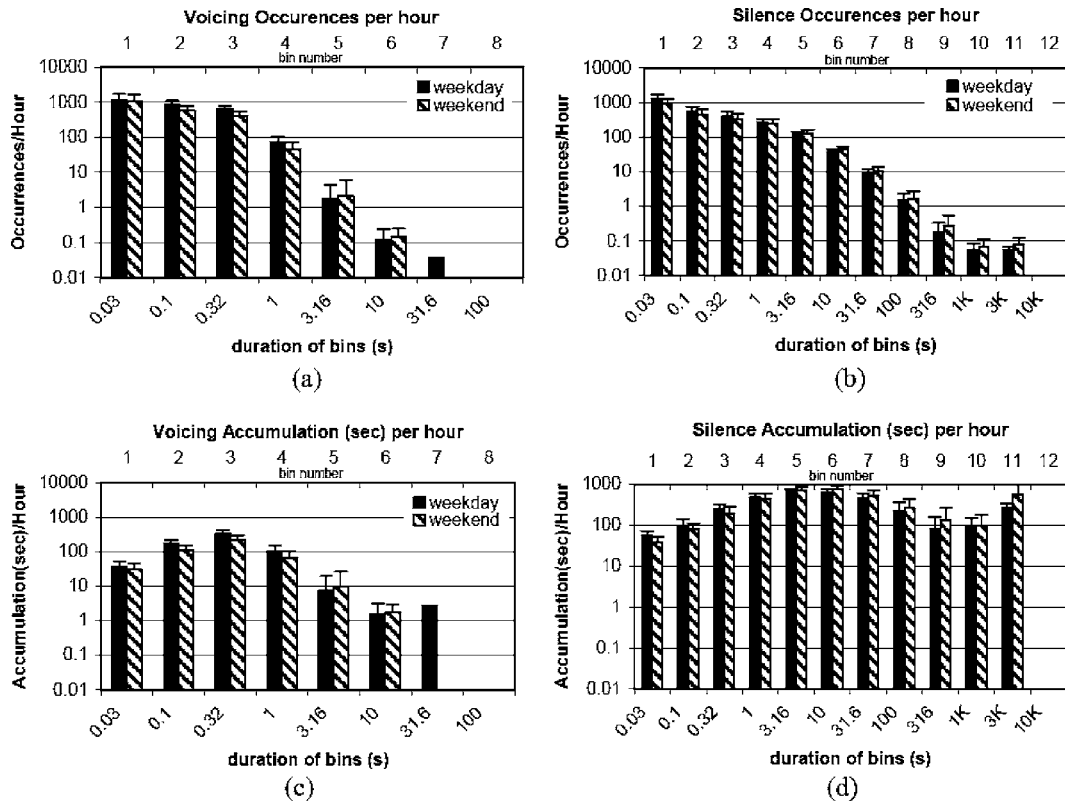 Voicing Occurences per hour
1 2 3 4 5 6 7 8
bin number
10000
1000
100
10
1
0.1
0.01
Occurrences/Hour
weekday
weekend
0.03 0.1 0.32 1 3.16 10 31.6 100
duration of bins (s)
(a)
Silence Occurences per hour
1 2 3 4 5 6 7 8 9 10 11 12
bin number
10000
1000
100
10
1
0.1
0.01
Occurrences/Hour
weekday
weekend
0.03 0.1 0.32 1 3.16 10 31.6 100 316 1K 3K 10K
duration of bins (s)
(b)
Voicing Accumulation (sec) per hour
1 2 3 4 5 6 7 8
bin number
10000
1000
100
10
1
0.1
0.01
Accumulation(sec)/Hour
weekday
weekend
0.03 0.1 0.32 1 3.16 10 31.6 100
duration of bins (s)
(c)
Silence Accumulation (sec) per hour
1 2 3 4 5 6 7 8 9 10 11 12
bin number
1000
100
10
1
0.1
0.01
Accumulation(sec)/Hour
0.03 0.1 0.32 1 3.16 10 31.6 100 316 1K 3K 10K
duration of bins (s)
(d)